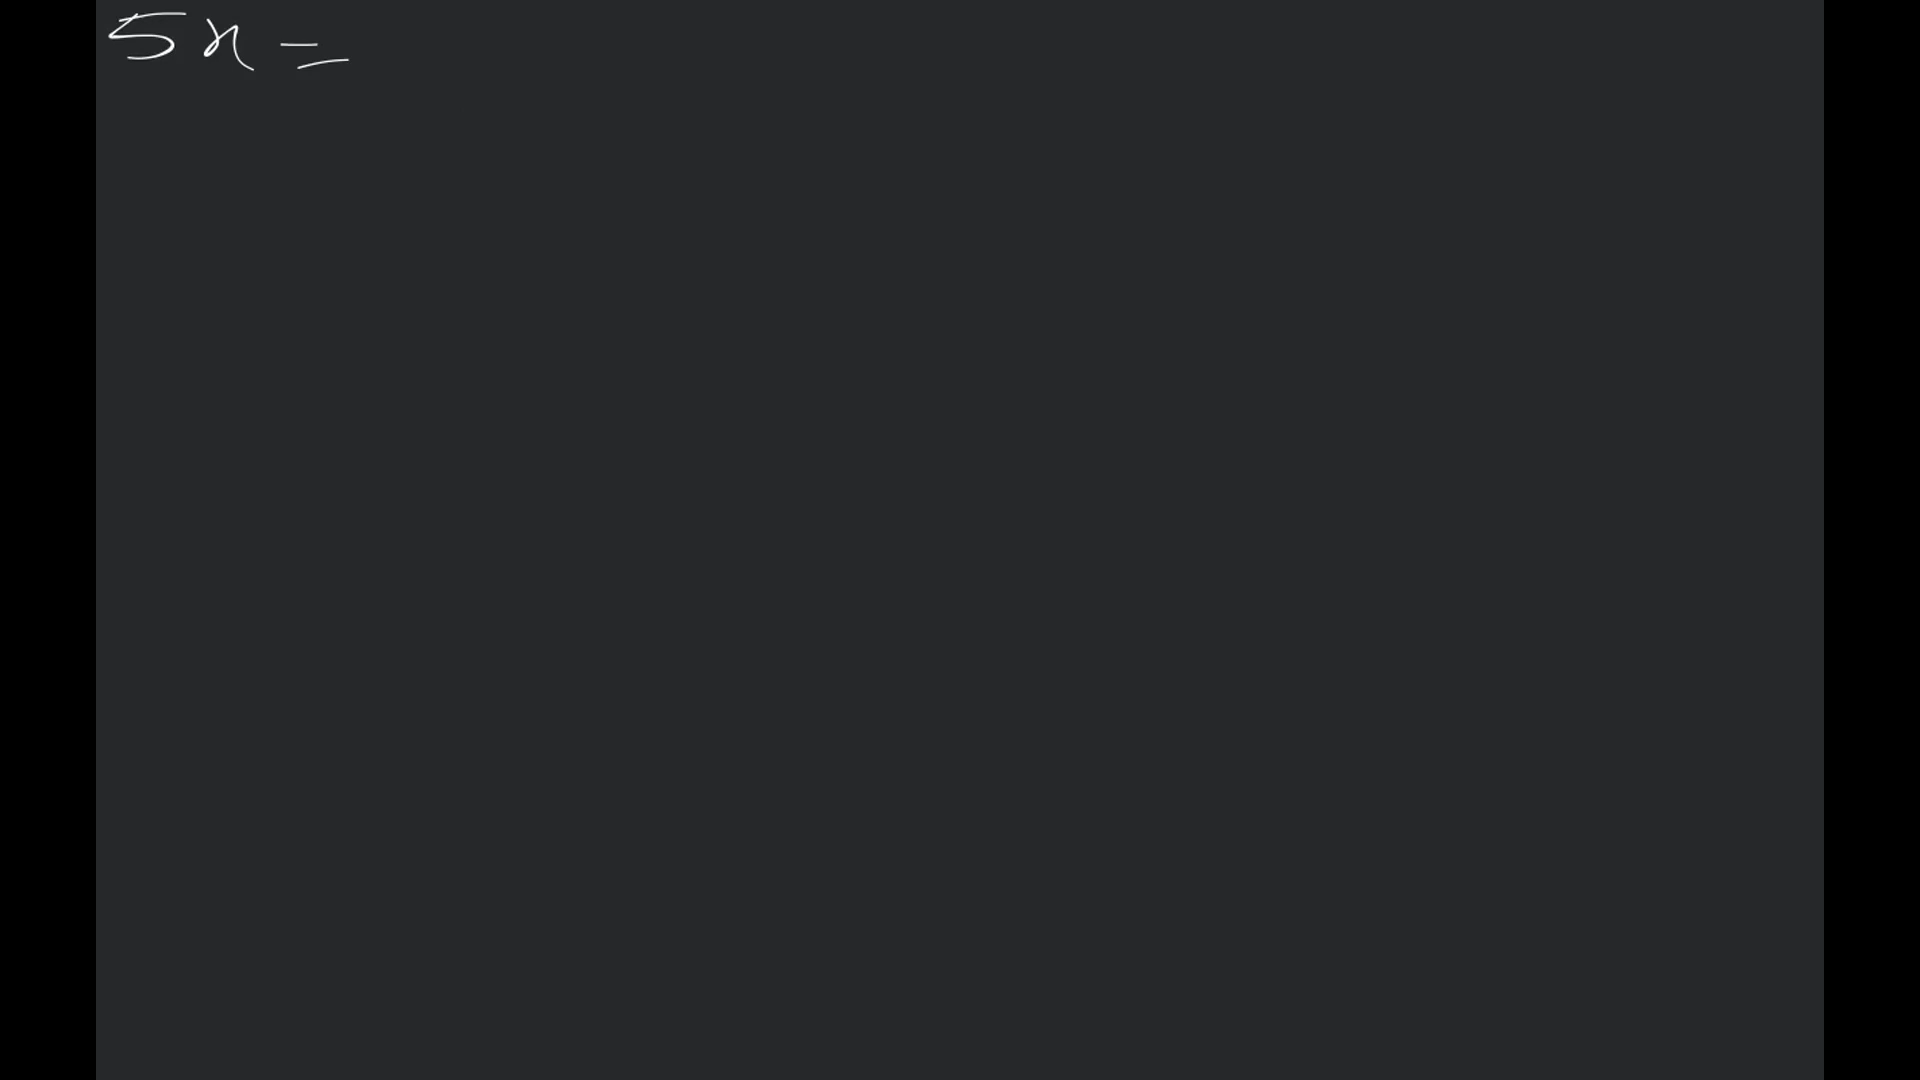 5x =